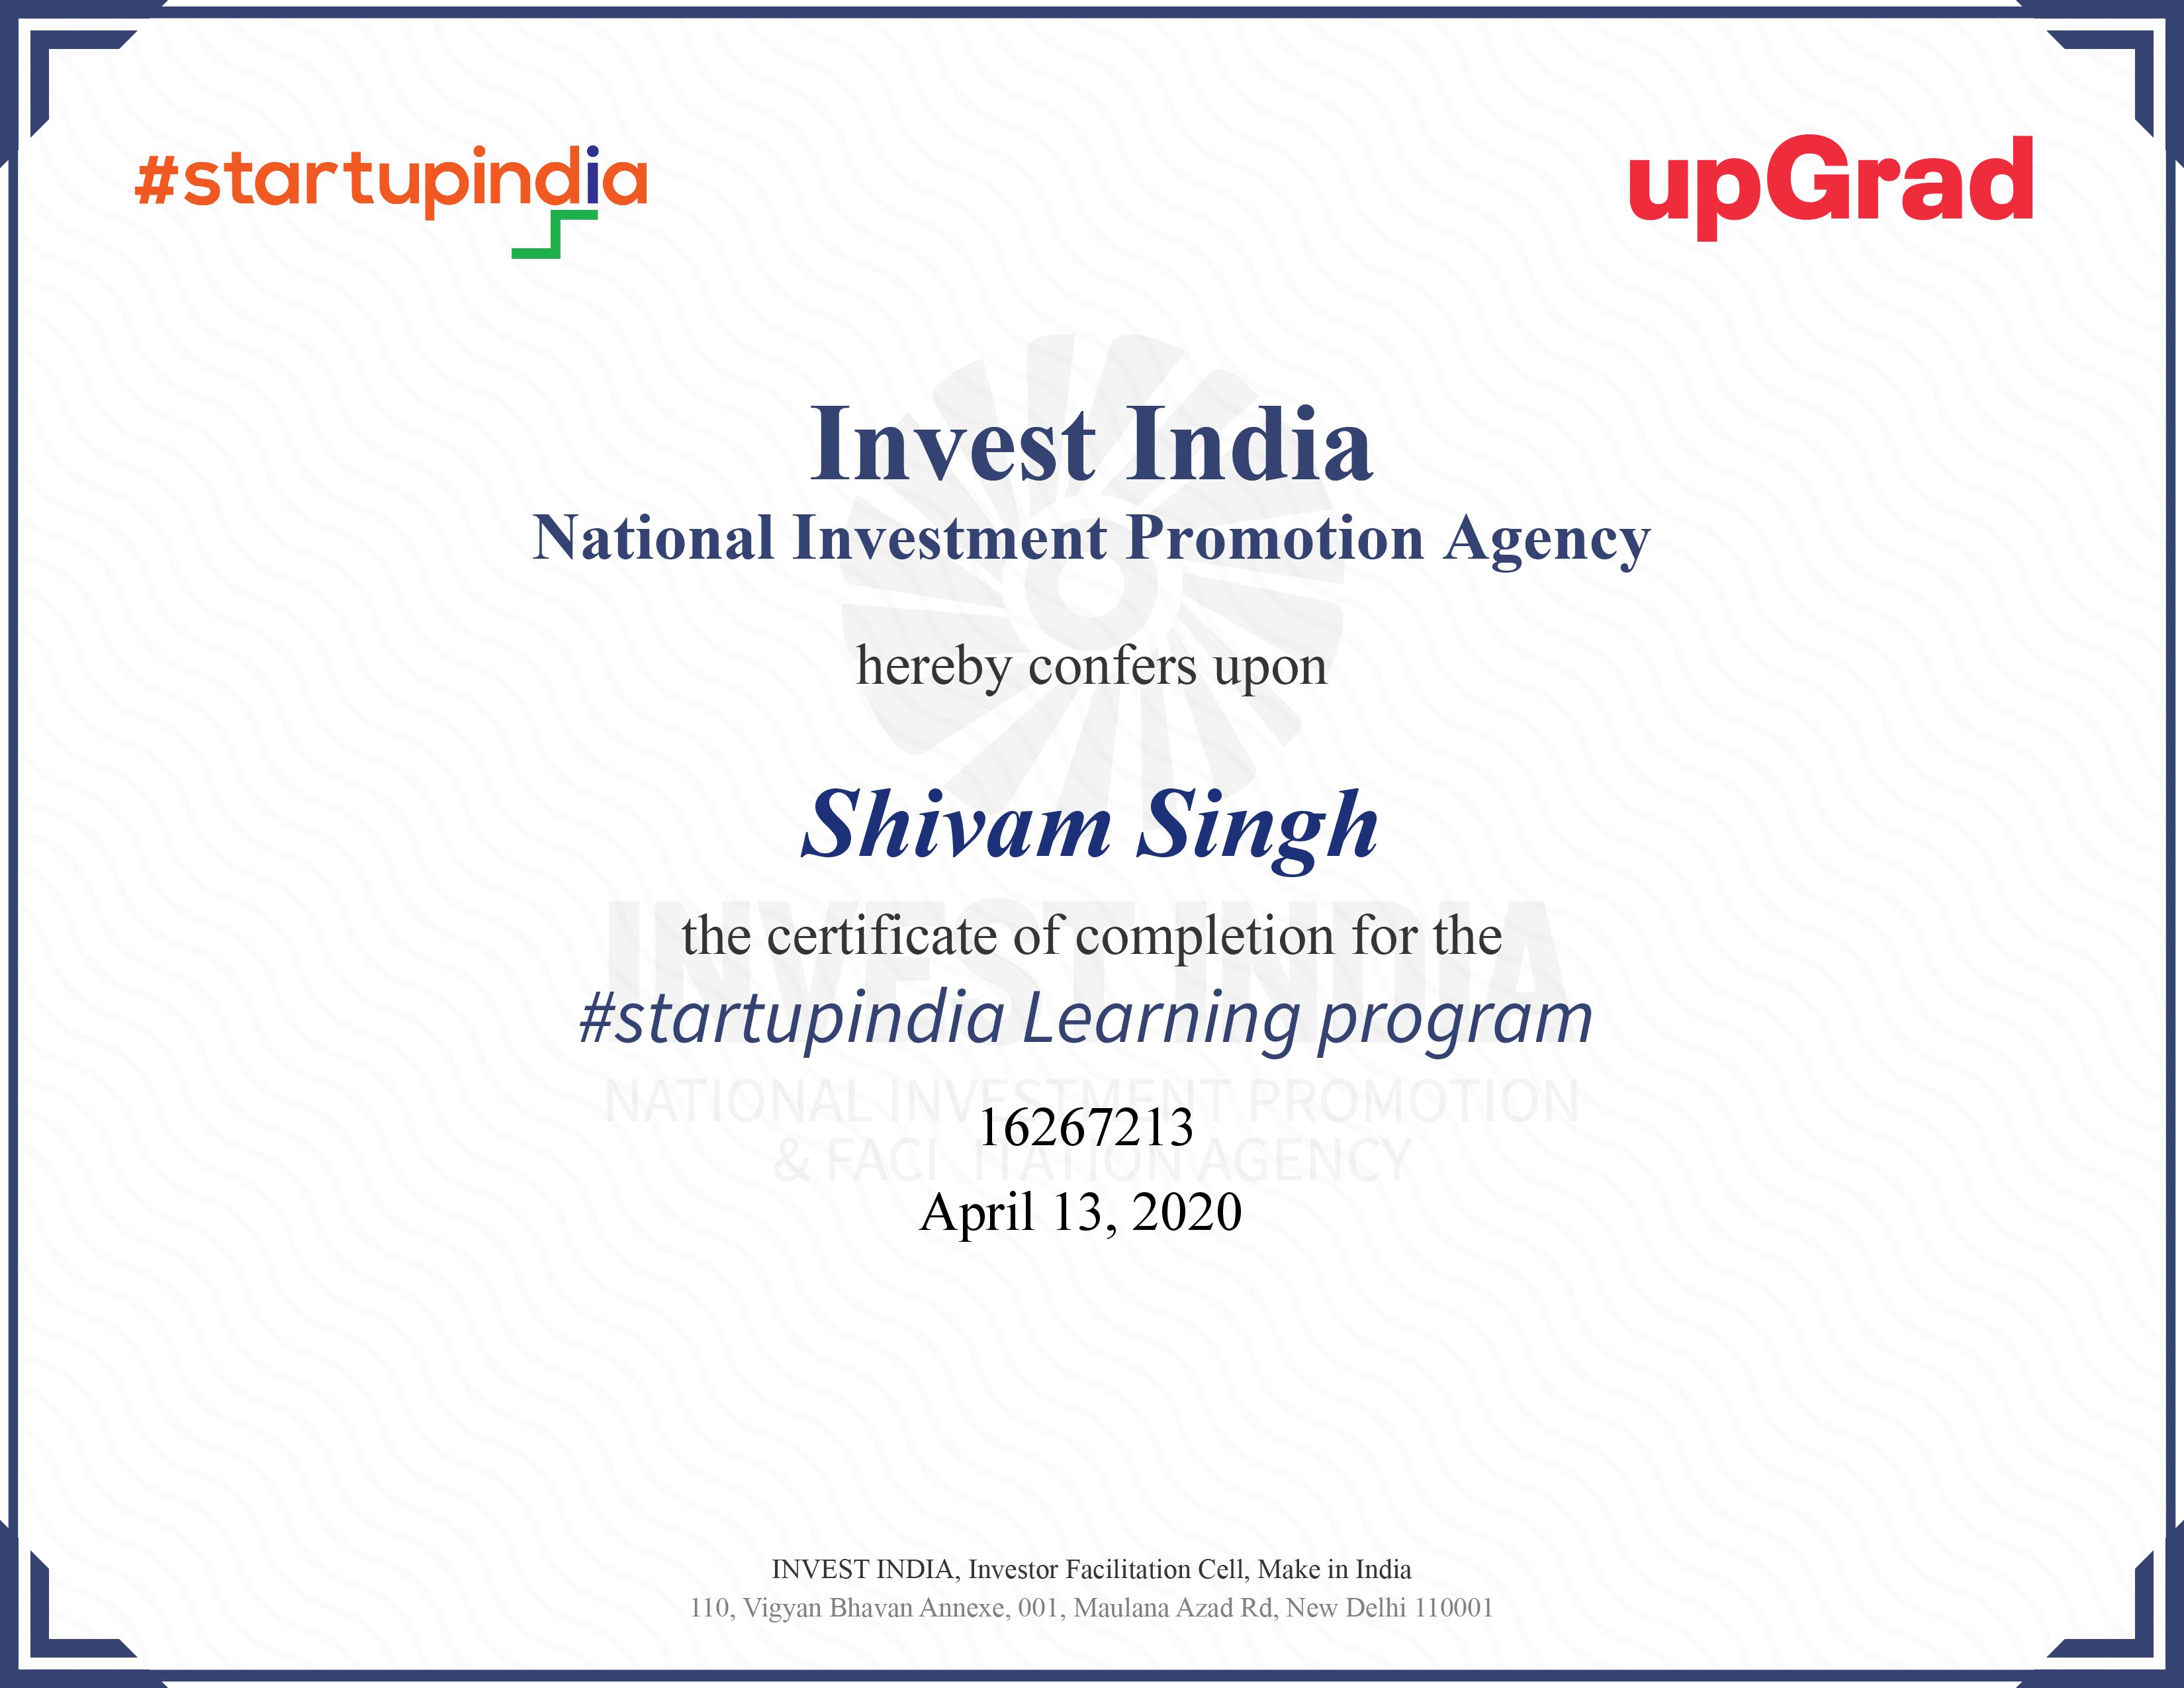 #startupindia
upGrad
Invest India
National Investment Promotion Agency
hereby confers upon
Shivam Singh
INVEST INDIA
the certificate of completion for the
#startupindia Learning program
NATIONAL INVESTMENT PROMOTION
16267213
& FACILITATION AGENCY
April 13, 2020
INVEST INDIA, Investor Facilitation Cell, Make in India
110, Vigyan Bhavan Annexe, 001, Maulana Azad Rd, New Delhi 110001